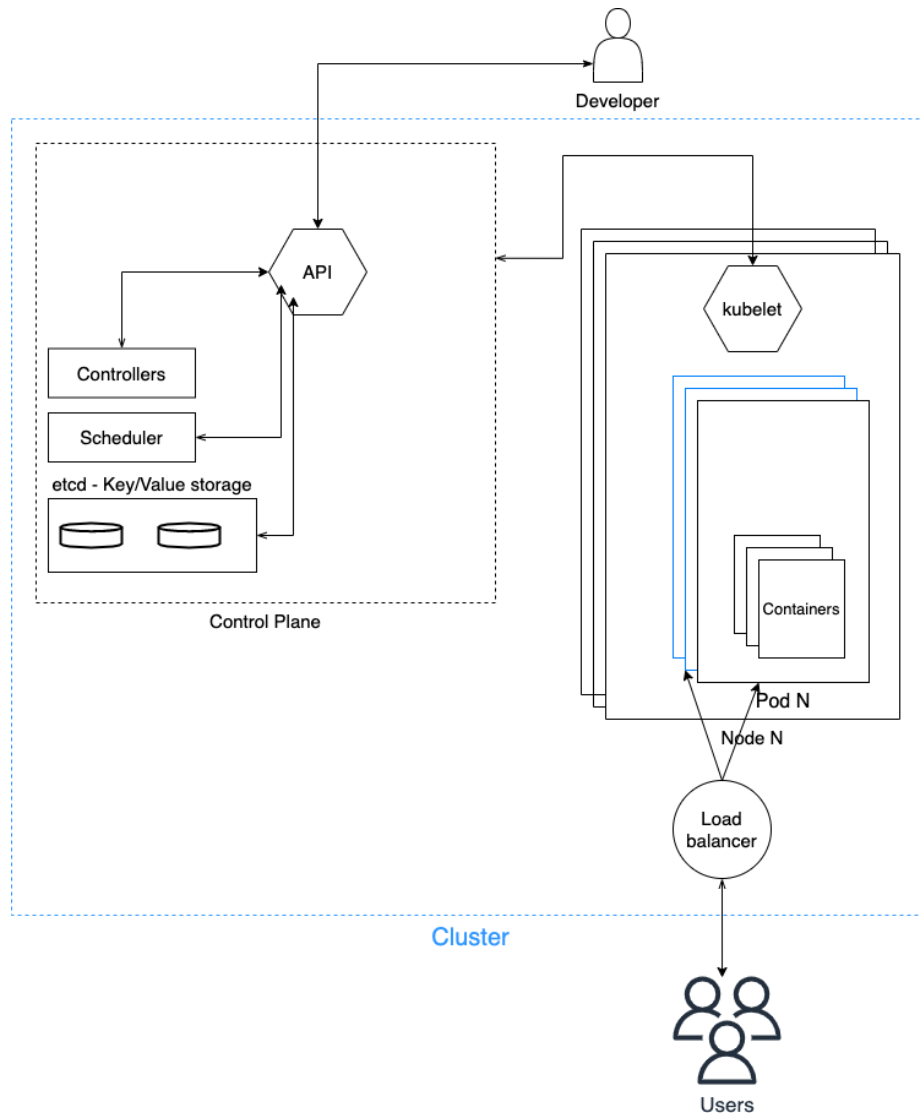 Developer
API
kubelet
Controllers
Scheduler
etcd - Key/Value storage
Containers
Control Plane
Pod N
Node N
Load
balancer
Cluster
Users